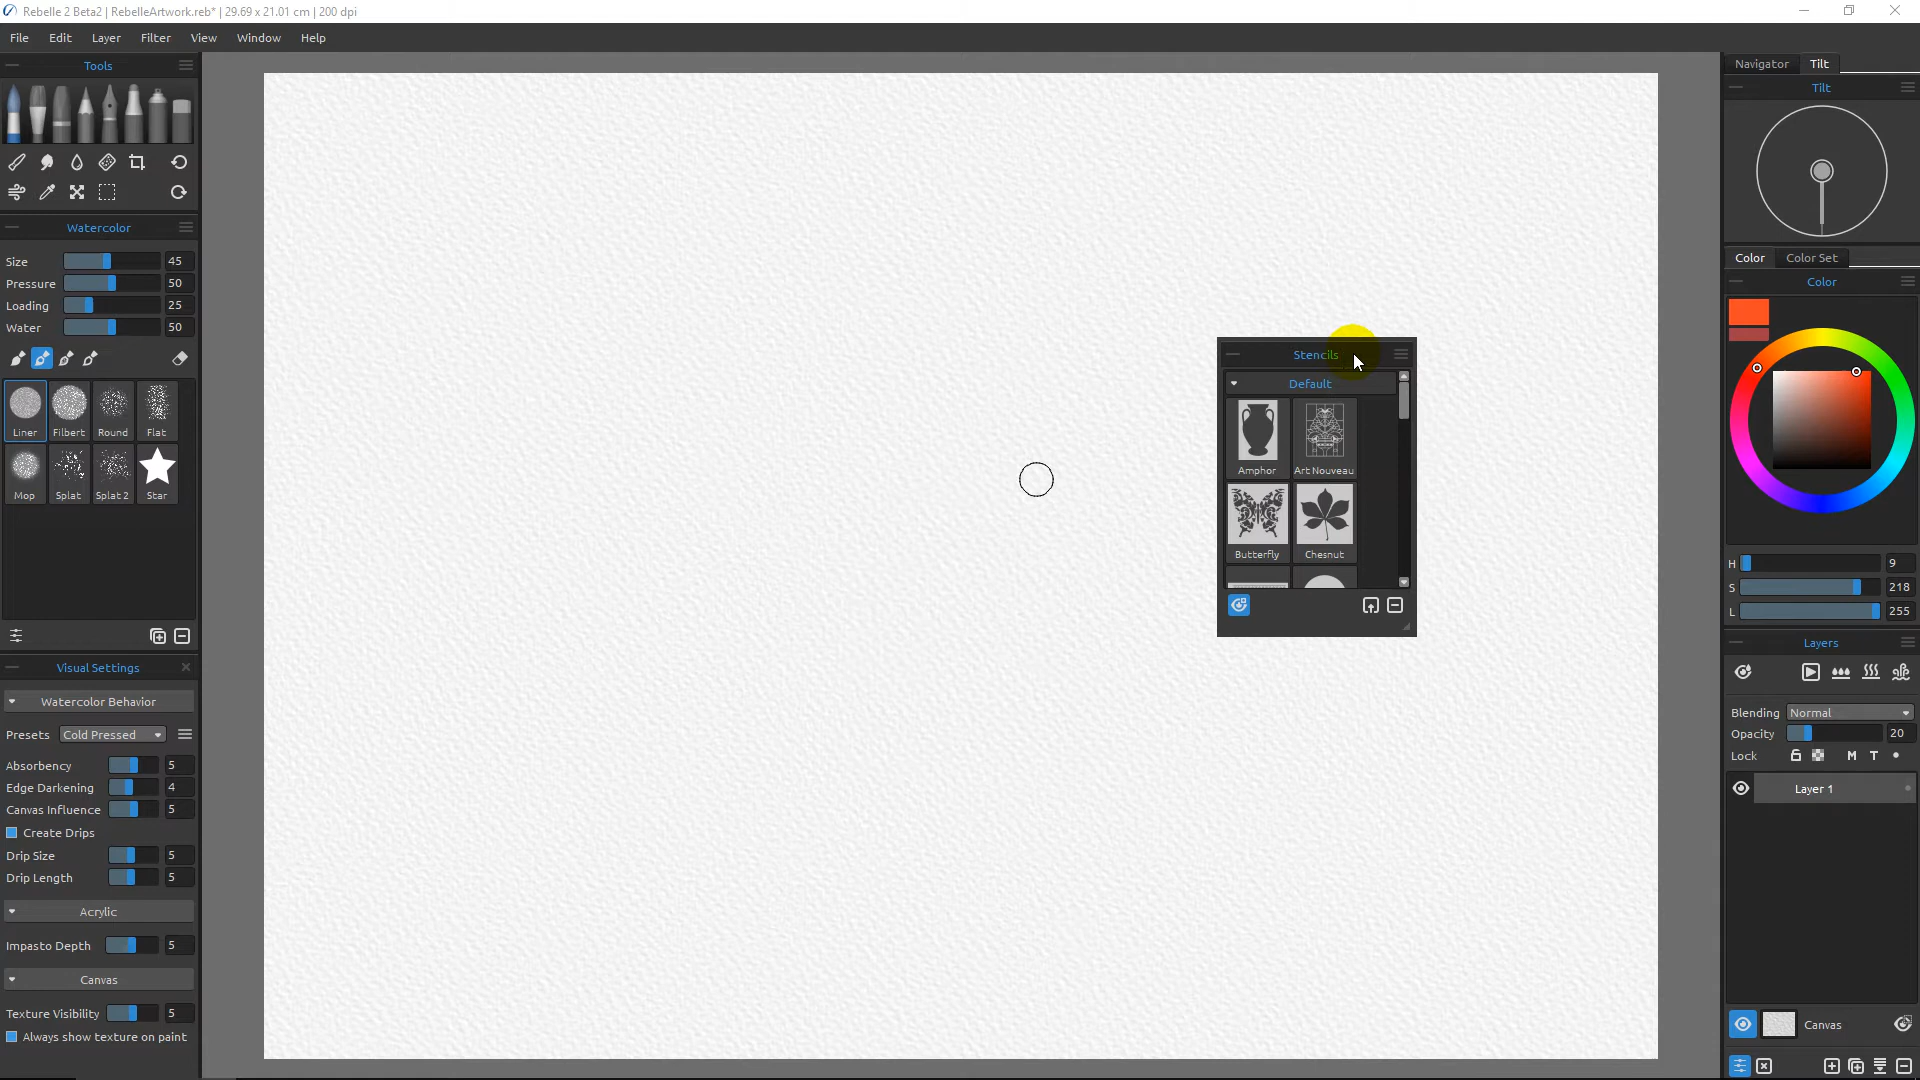 Rebelle 2 Beta2 | RebelleArtwork.reb* | 29.69 x 21.01 cm | 200 dpi
File Edit Layer Filter View Window Help
Tools
Watercolor
Size 45
Pressure 50
Loading 25
Water 50
Liner Filbert Round Flat
Mop Splat Splat 2 Star
Visual Settings
Watercolor Behavior
Presets Cold Pressed
Absorbency 5
Edge Darkening 4
Canvas Influence 5
Create Drips
Drip Size 5
Drip Length 5
Acrylic
Impasto Depth 5
Canvas
Texture Visibility 5
Always show texture on paint
Stencils
Default
Amphor Art Nouveau
Butterfly Chesnut
Navigator Tilt
Tilt
Color Color Set
Color
H 9
S 218
L 255
Layers
Blending Normal
Opacity 20
Lock M T
Layer 1
Canvas